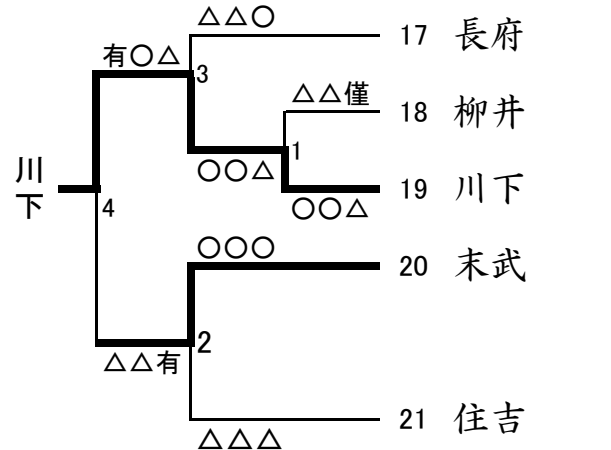 △△○
17 長府
有○△
3
△△僅
18 柳井
1
○○△
川下
4
19 川下
○○△
○○○
20 末武
2
△△有
21 住吉
△△△